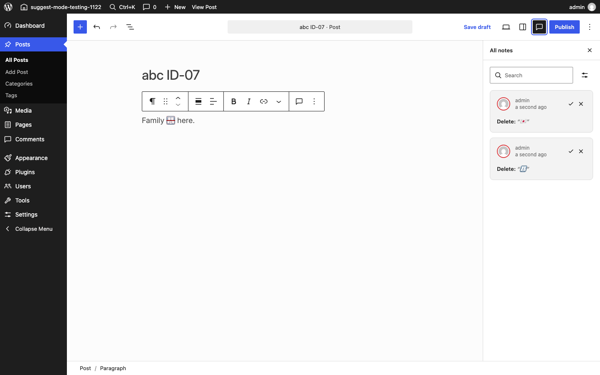 suggest-mode-testing-1122
Ctrl+K
0
New
View Post
admin
Dashboard
Posts
All Posts
Add Post
Categories
Tags
Media
Pages
Comments
Appearance
Plugins
Users
Tools
Settings
Collapse Menu
abc ID-07 · Post
Save draft
Publish
abc ID-07
B I
Family here.
All notes
Search
admin
a second ago
Delete: "
admin
a second ago
Delete: "
Post / Paragraph